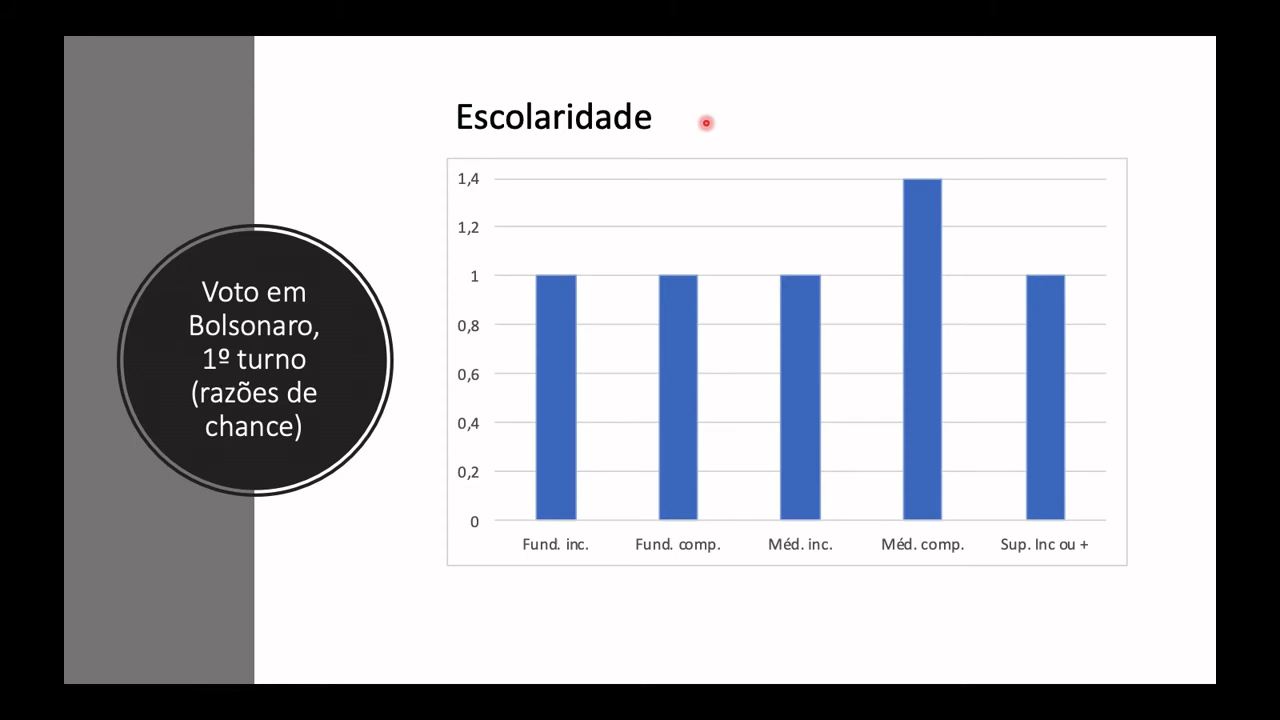 Escolaridade
Voto em
Bolsonaro,
1º turno
(razões de
chance)
1,4
1,2
1
0,8
0,6
0,4
0,2
0
Fund. inc. Fund. comp. Méd. inc. Méd. comp. Sup. Inc ou +